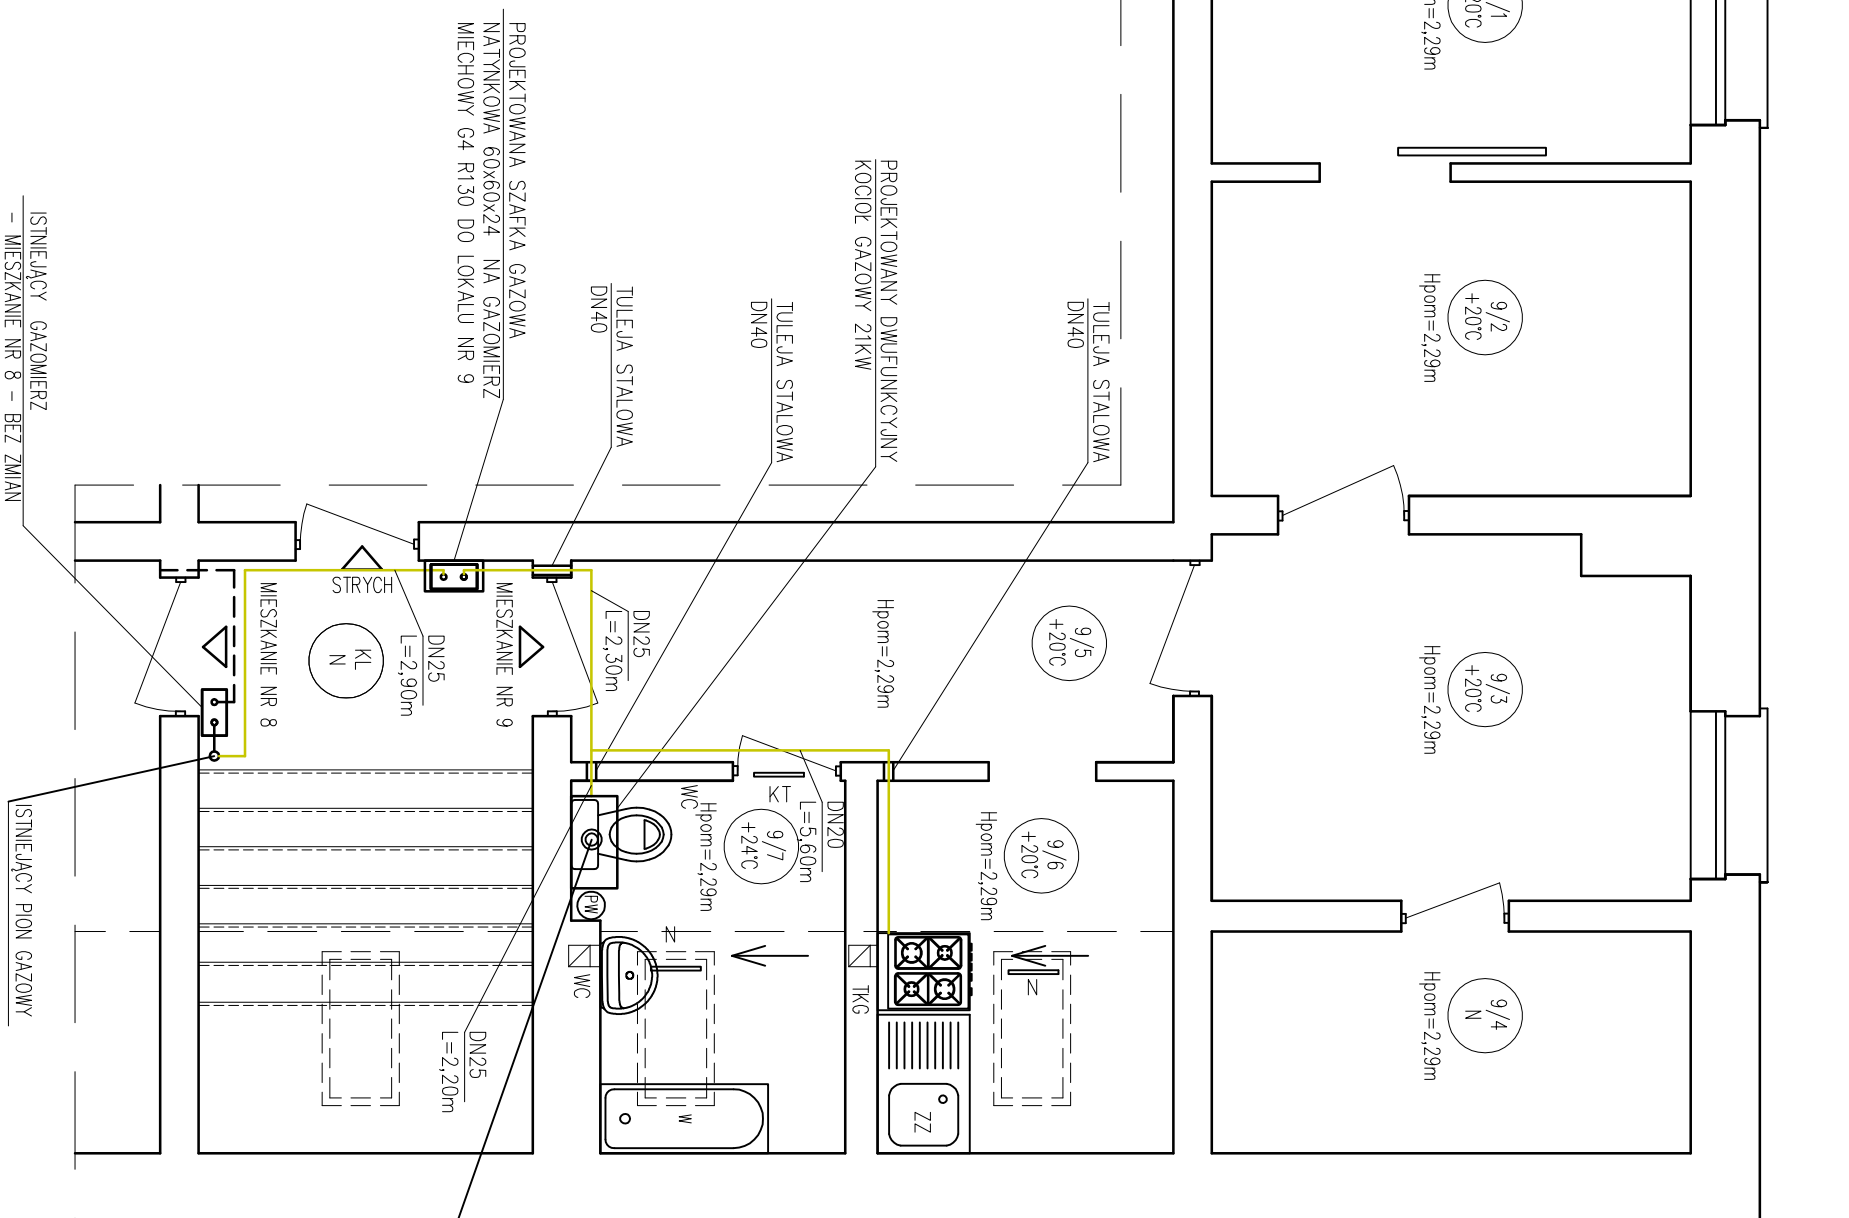 9/1
+20°C
Hpom=2,29m
9/2
+20°C
Hpom=2,29m
9/3
+20°C
Hpom=2,29m
9/4
N
Hpom=2,29m
TULEJA STALOWA
DN40
PROJEKTOWANY DWUFUNKCYJNY
KOCIOŁ GAZOWY 21KW
TULEJA STALOWA
DN40
TULEJA STALOWA
DN40
PROJEKTOWANA SZAFKA GAZOWA
NATYNKOWA 60x60x24 NA GAZOMIERZ
MIECHOWY G4 R130 DO LOKALU NR 9
ISTNIEJĄCY GAZOMIERZ
- MIESZKANIE NR 8 - BEZ ZMIAN
9/5
+20°C
Hpom=2,29m
DN25
L=2,30m
MIESZKANIE NR 9
DN25
L=2,90m
STRYCH
KL
N
MIESZKANIE NR 8
9/6
+20°C
Hpom=2,29m
DN20
L=5,60m
KT
9/7
+24°C
Hpom=2,29m
WC
PW
WC
TKG
N
N
ZZ
W
DN25
L=2,20m
ISTNIEJĄCY PION GAZOWY